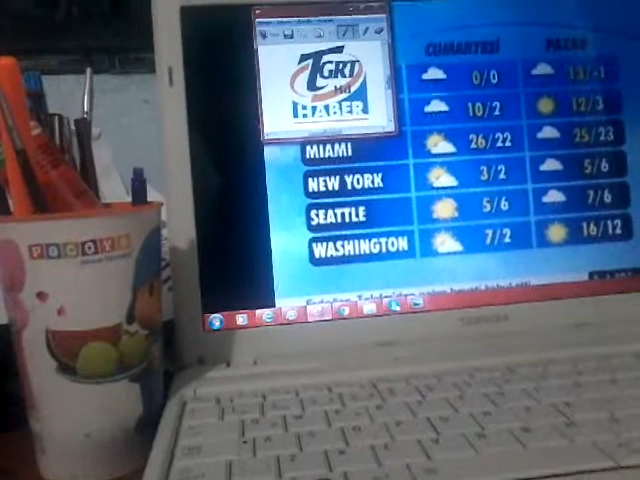 CUMARTESİ PAZAR
TGRT
Hd
HABER
0/0 13/-1
10/2 12/3
MIAMI 26/22 25/23
NEW YORK 3/2 5/6
SEATTLE 5/6 7/6
WASHINGTON 7/2 16/12
POCOYO
TOSHIBA